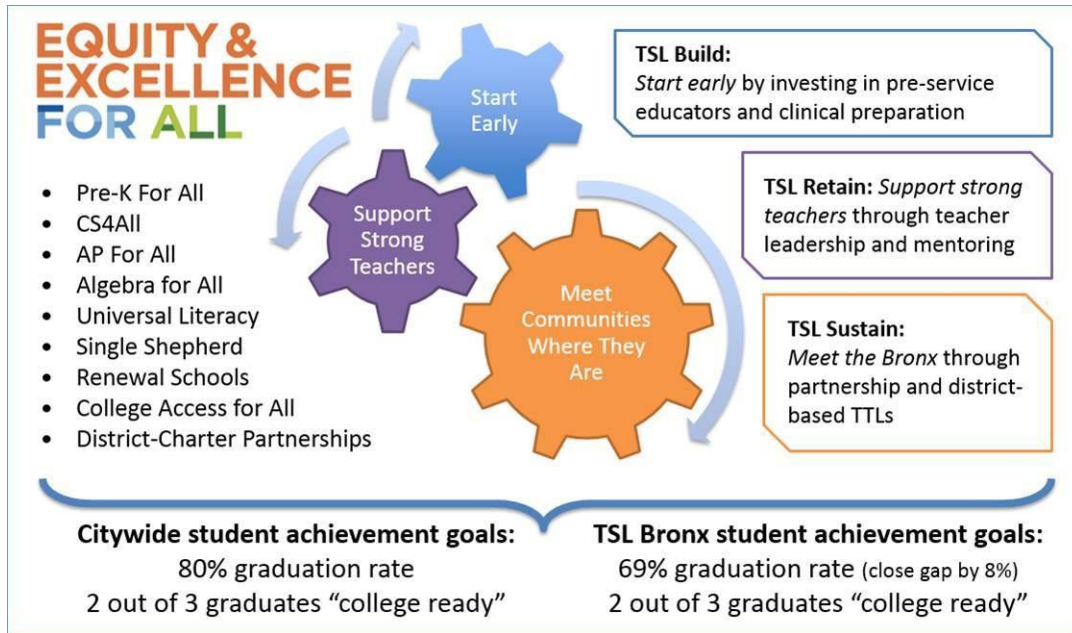 EQUITY &
EXCELLENCE
FOR ALL
• Pre-K For All
• CS4All
• AP For All
• Algebra for All
• Universal Literacy
• Single Shepherd
• Renewal Schools
• College Access for All
• District-Charter Partnerships
Start
Early
Support
Strong
Teachers
Meet
Communities
Where They
Are
TSL Build:
Start early by investing in pre-service
educators and clinical preparation
TSL Retain: Support strong
teachers through teacher
leadership and mentoring
TSL Sustain:
Meet the Bronx through
partnership and district-
based TTLs
Citywide student achievement goals:
80% graduation rate
2 out of 3 graduates “college ready”
TSL Bronx student achievement goals:
69% graduation rate (close gap by 8%)
2 out of 3 graduates “college ready”